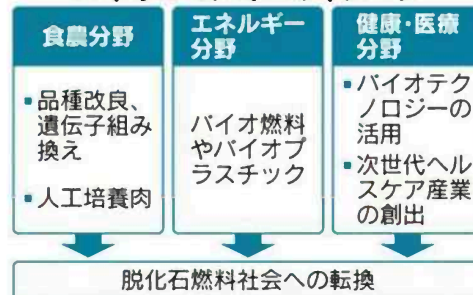 食農分野
▪品種改良、
遺伝子組み
換え
▪人工培養肉
エネルギー
分野
バイオ燃料
やバイオプ
ラスチック
健康・医療
分野
▪バイオテク
ノロジーの
活用
▪次世代ヘル
スケア産業
の創出
脱化石燃料社会への転換